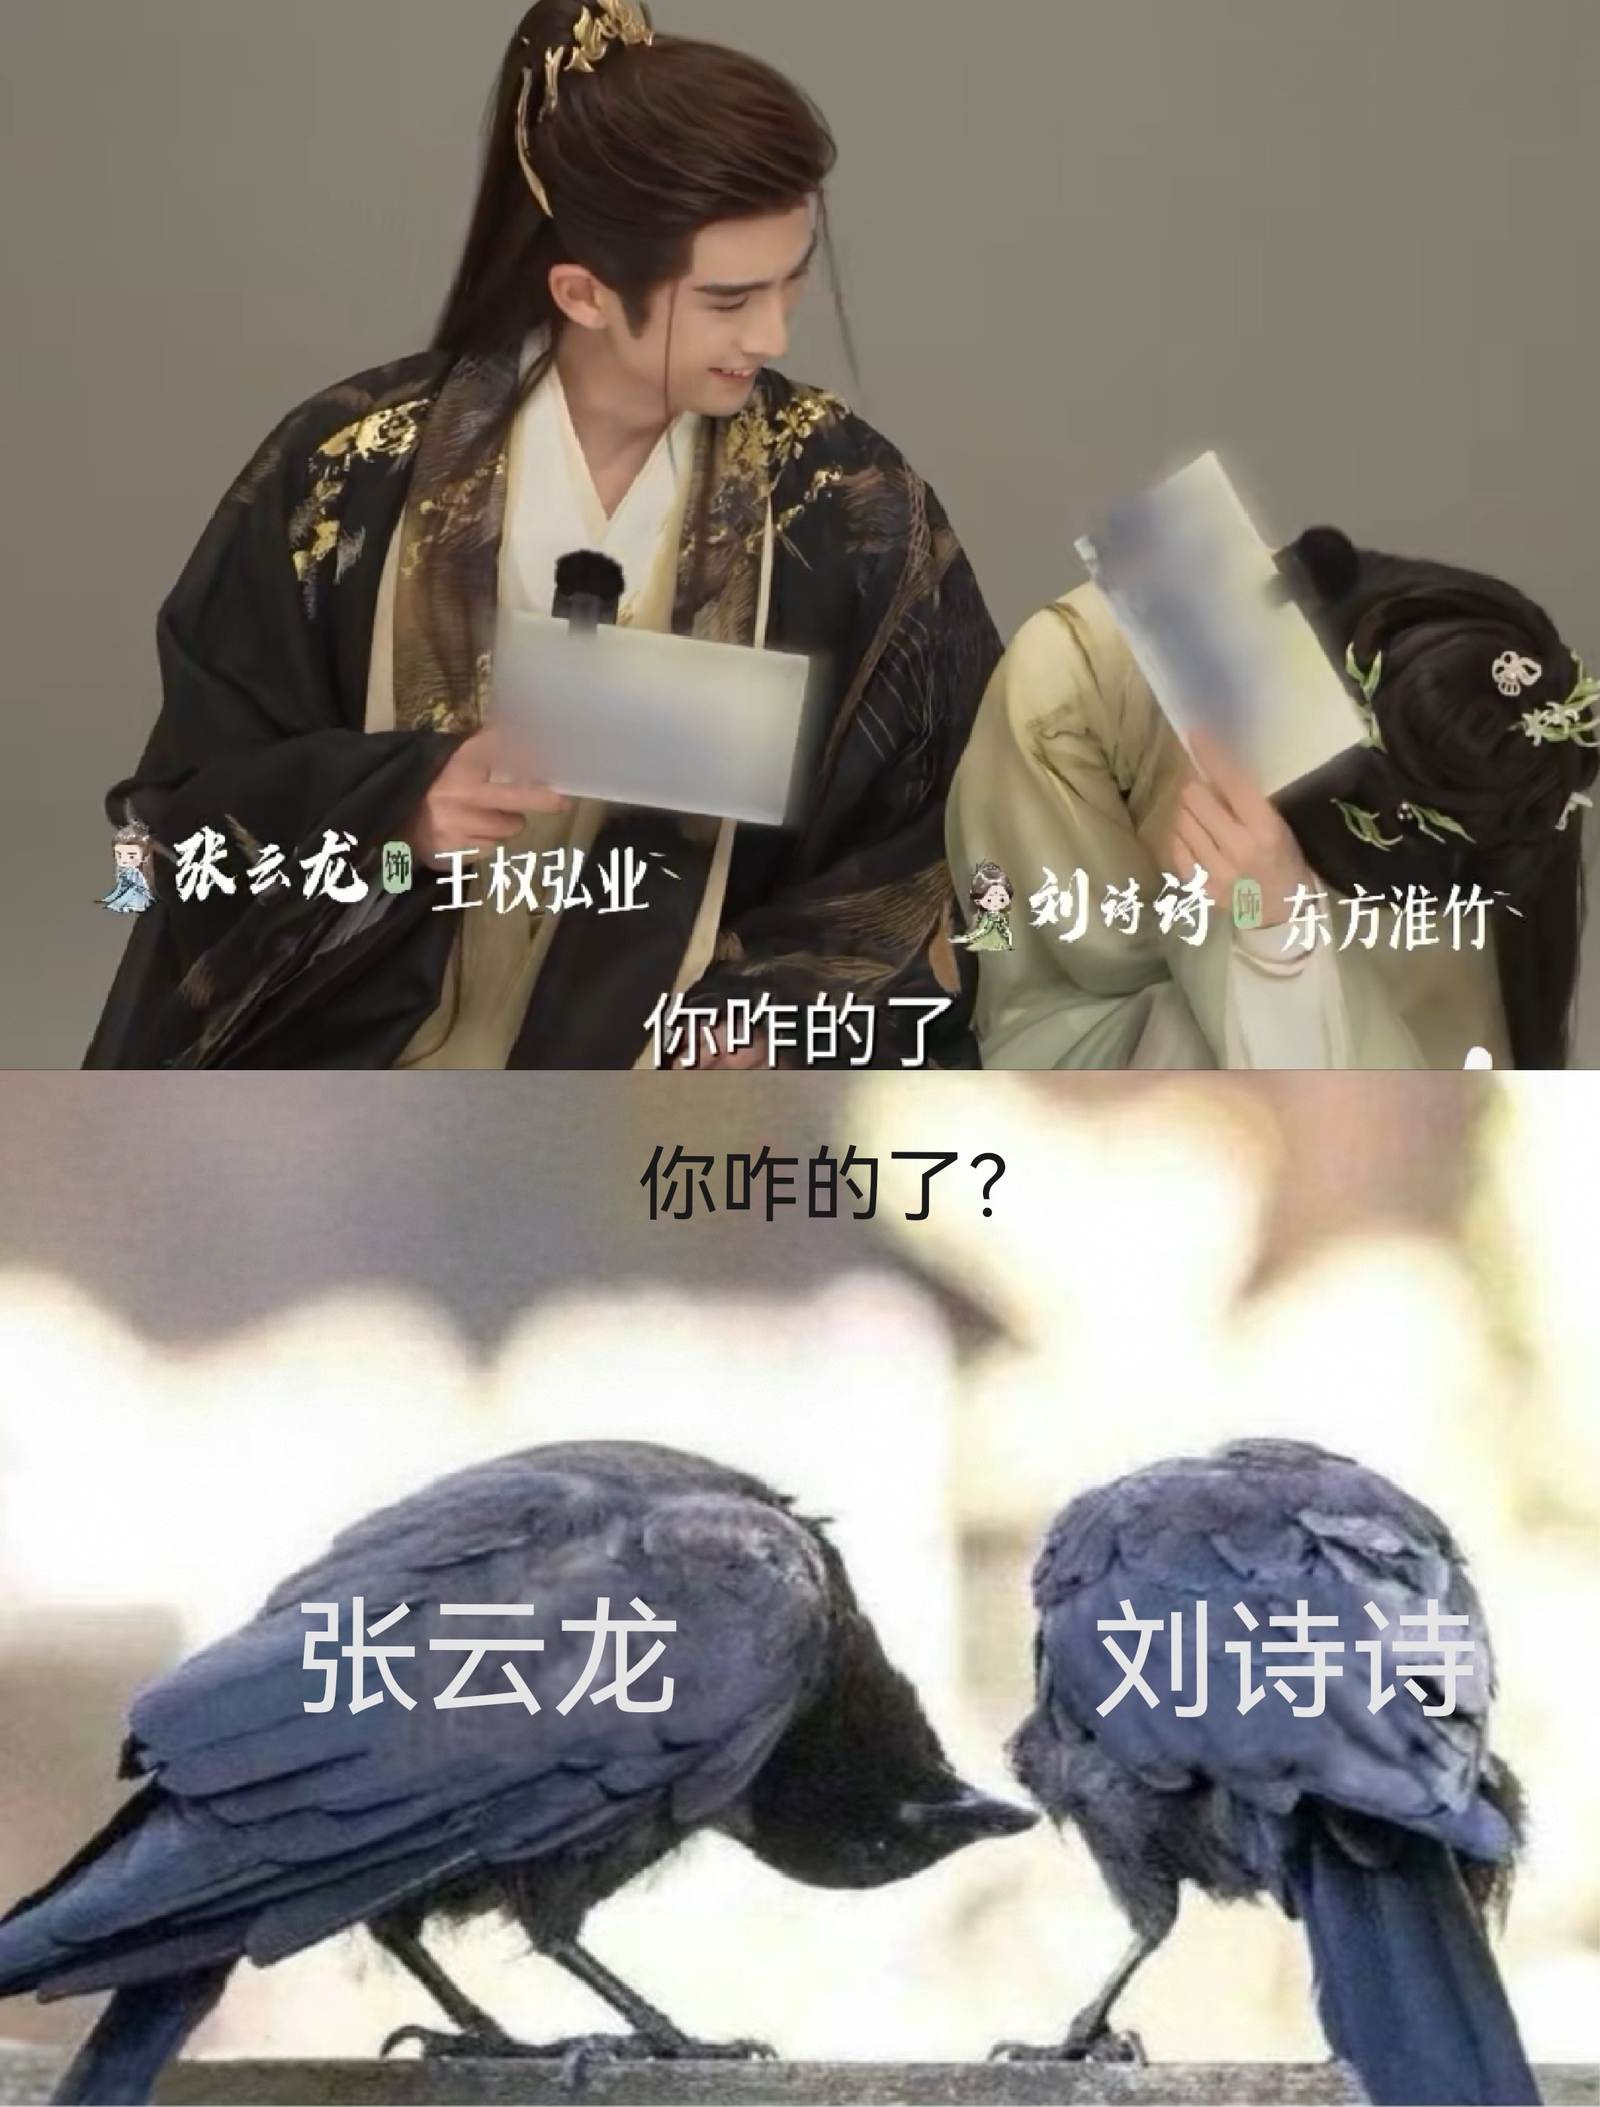 张云龙 饰 王权弘业
刘诗诗 饰 东方淮竹
你咋的了
你咋的了?
张云龙
刘诗诗